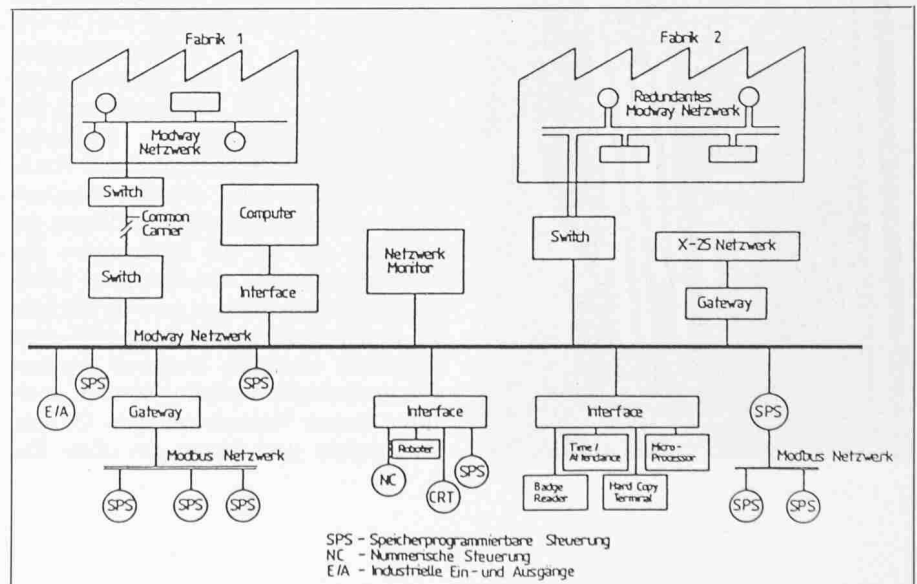 Fabrik 1
Fabrik 2
Redundantes
Modway Netzwerk
Modway
Netzwerk
Switch
Common
Carrier
Computer
Switch
X-25 Netzwerk
Netzwerk
Monitor
Switch
Interface
Gateway
Modway Netzwerk
SPS
SPS
E/A
Gateway
Interface
Interface
SPS
Roboter
Time/
Attendance
Micro-
Processor
Modbus Netzwerk
Modbus Netzwerk
NC
SPS
CRT
Badge
Reader
Hard Copy
Terminal
SPS
SPS
SPS
SPS
SPS
SPS - Speicherprogrammierbare Steuerung
NC - Nummerische Steuerung
E/A - Industrielle Ein- und Ausgänge